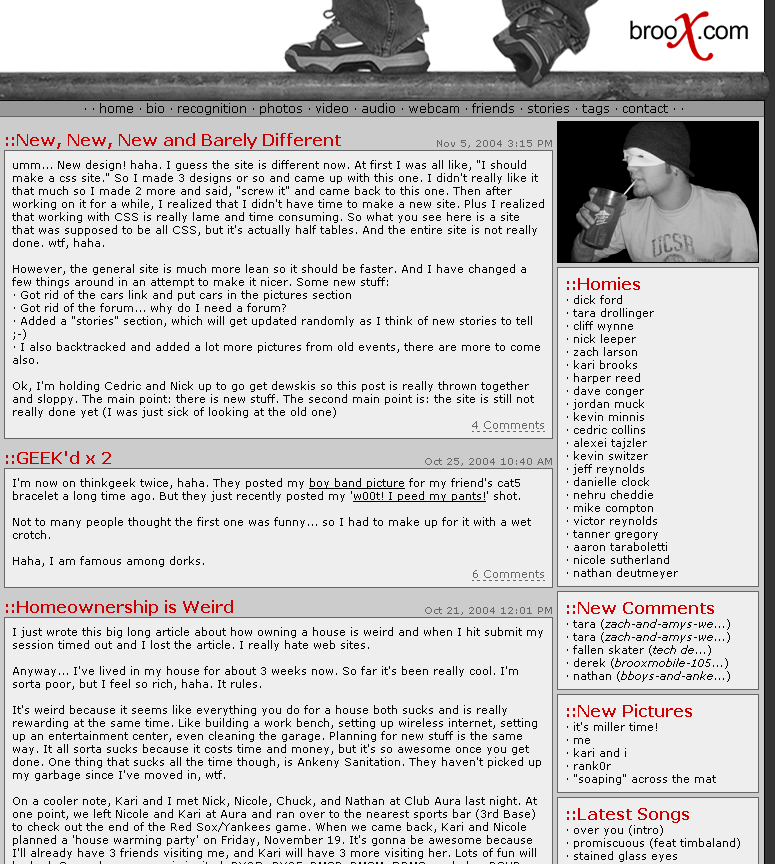 brooX.com
· · home · bio · recognition · photos · video · audio · webcam · friends · stories · tags · contact · ·
::New, New, New and Barely Different
Nov 5, 2004 3:15 PM
umm... New design! haha. I guess the site is different now. At first I was all like, "I should
make a css site." So I made 3 designs or so and came up with this one. I didn't really like it
that much so I made 2 more and said, "screw it" and came back to this one. Then after
working on it for a while, I realized that I didn't have time to make a new site. Plus I realized
that working with CSS is really lame and time consuming. So what you see here is a site
that was supposed to be all CSS, but it's actually half tables. And the entire site is not really
done. wtf, haha.
However, the general site is much more lean so it should be faster. And I have changed a
few things around in an attempt to make it nicer. Some new stuff:
· Got rid of the cars link and put cars in the pictures section
· Got rid of the forum... why do I need a forum?
· Added a "stories" section, which will get updated randomly as I think of new stories to tell
;-)
· I also backtracked and added a lot more pictures from old events, there are more to come
also.
Ok, I'm holding Cedric and Nick up to go get dewskis so this post is really thrown together
and sloppy. The main point: there is new stuff. The second main point is: the site is still not
really done yet (I was just sick of looking at the old one)
4 Comments
::GEEK'd x 2
Oct 25, 2004 10:40 AM
I'm now on thinkgeek twice, haha. They posted my boy band picture for my friend's cat5
bracelet a long time ago. But they just recently posted my 'w00t! I peed my pants!' shot.
Not to many people thought the first one was funny... so I had to make up for it with a wet
crotch.
Haha, I am famous among dorks.
6 Comments
::Homeownership is Weird
Oct 21, 2004 12:01 PM
I just wrote this big long article about how owning a house is weird and when I hit submit my
session timed out and I lost the article. I really hate web sites.
Anyway... I've lived in my house for about 3 weeks now. So far it's been really cool. I'm
sorta poor, but I feel so rich, haha. It rules.
It's weird because it seems like everything you do for a house both sucks and is really
rewarding at the same time. Like building a work bench, setting up wireless internet, setting
up an entertainment center, even cleaning the garage. Planning for new stuff is the same
way. It all sorta sucks because it costs time and money, but it's so awesome once you get
done. One thing that sucks all the time though, is Ankeny Sanitation. They haven't picked up
my garbage since I've moved in, wtf.
On a cooler note, Kari and I met Nick, Nicole, Chuck, and Nathan at Club Aura last night. At
one point, we left Nicole and Kari at Aura and ran over to the nearest sports bar (3rd Base)
to check out the end of the Red Sox/Yankees game. When we came back, Kari and Nicole
planned a 'house warming party' on Friday, November 19. It's gonna be awesome because
I'll already have 3 friends visiting me, and Kari will have 3 more visiting her. Lots of fun will
UCSB
::Homies
· dick ford
· tara drollinger
· cliff wynne
· nick leeper
· zach larson
· kari brooks
· harper reed
· dave conger
· jordan muck
· kevin minnis
· cedric collins
· alexei tajzler
· kevin switzer
· jeff reynolds
· danielle clock
· nehru cheddie
· mike compton
· victor reynolds
· tanner gregory
· aaron taraboletti
· nicole sutherland
· nathan deutmeyer
::New Comments
· tara (zach-and-amys-we...)
· tara (zach-and-amys-we...)
· fallen skater (tech de...)
· derek (brooxmobile-105...)
· nathan (bboys-and-anke...)
::New Pictures
· it's miller time!
· me
· kari and i
· rank0r
· "soaping" across the mat
::Latest Songs
· over you (intro)
· promiscuous (feat timbaland)
· stained glass eyes